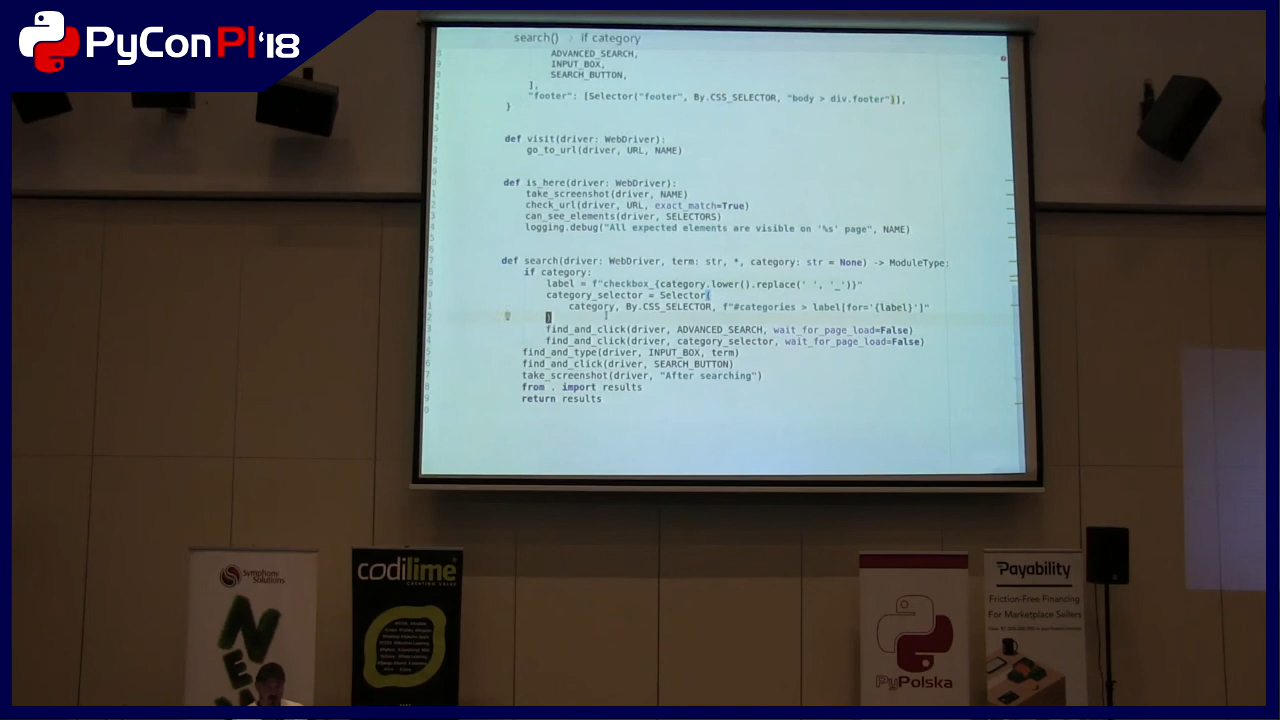 PyCon Pl '18
search() › if category
ADVANCED_SEARCH,
INPUT_BOX,
SEARCH_BUTTON,
],
"footer": [Selector("footer", By.CSS_SELECTOR, "body > div.footer")],
}
def visit(driver: WebDriver):
go_to_url(driver, URL, NAME)
def is_here(driver: WebDriver):
take_screenshot(driver, NAME)
check_url(driver, URL, exact_match=True)
can_see_elements(driver, SELECTORS)
logging.debug("All expected elements are visible on '%s' page", NAME)
def search(driver: WebDriver, term: str, *, category: str = None) -> ModuleType:
if category:
label = f"checkbox_{category.lower().replace(' ', '_')}"
category_selector = Selector(
category, By.CSS_SELECTOR, f"#categories > label[for='{label}']"
)
find_and_click(driver, ADVANCED_SEARCH, wait_for_page_load=False)
find_and_click(driver, category_selector, wait_for_page_load=False)
find_and_type(driver, INPUT_BOX, term)
find_and_click(driver, SEARCH_BUTTON)
take_screenshot(driver, "After searching")
from . import results
return results
Symphony
Solutions
NE
codilime
CREATING VALUE
PyPolska
Payability
Friction-Free Financing
For Marketplace Sellers